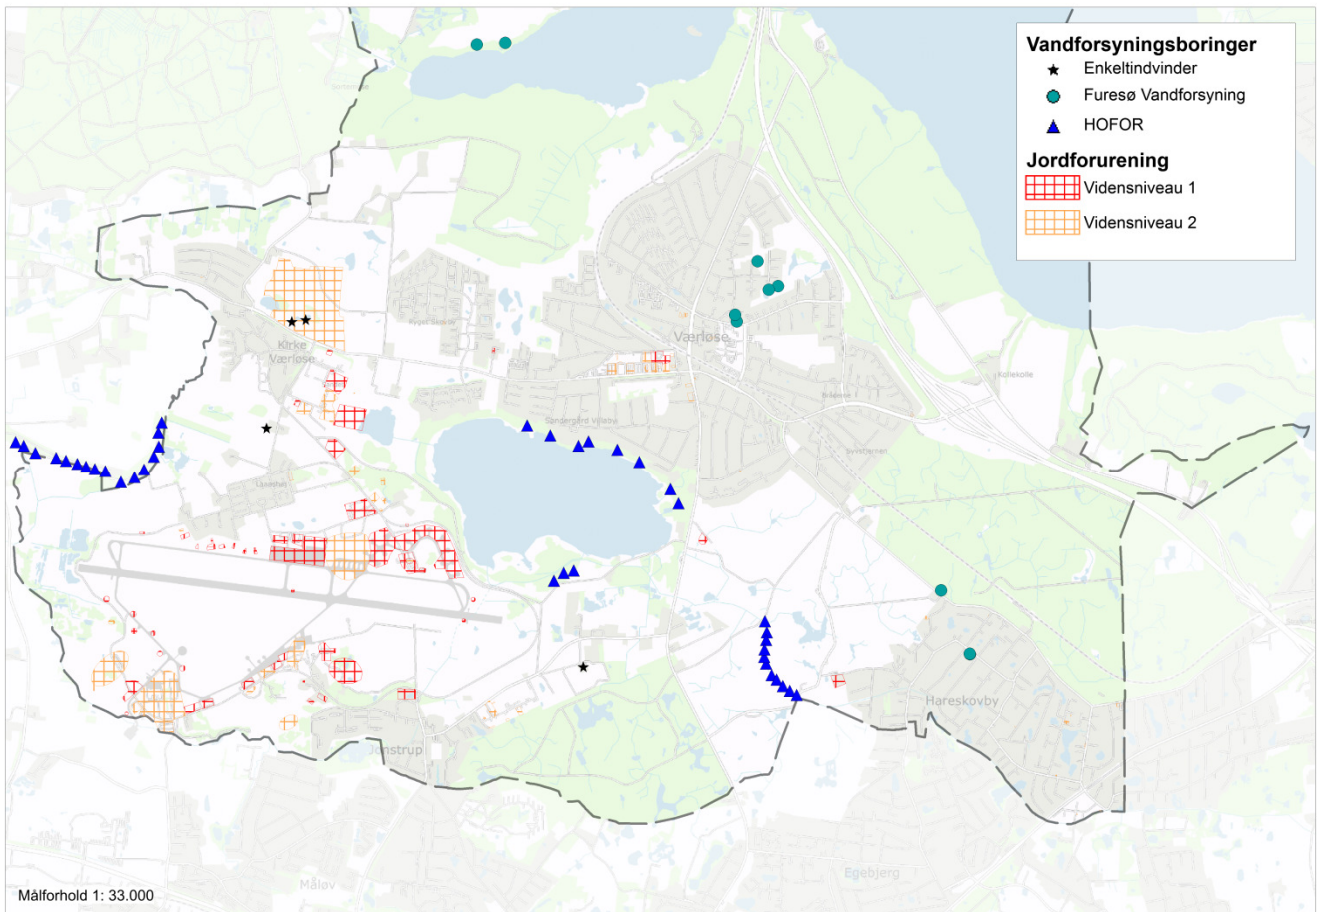 Vandforsyningsboringer
Enkeltindvinder
Furesø Vandforsyning
HOFOR
Jordforurening
Vidensniveau 1
Vidensniveau 2
Kirke
Værløse
Værløse
Kollekolle
Jonstrup
Hareskovby
Måløv
Egebjerg
Målforhold 1: 33.000